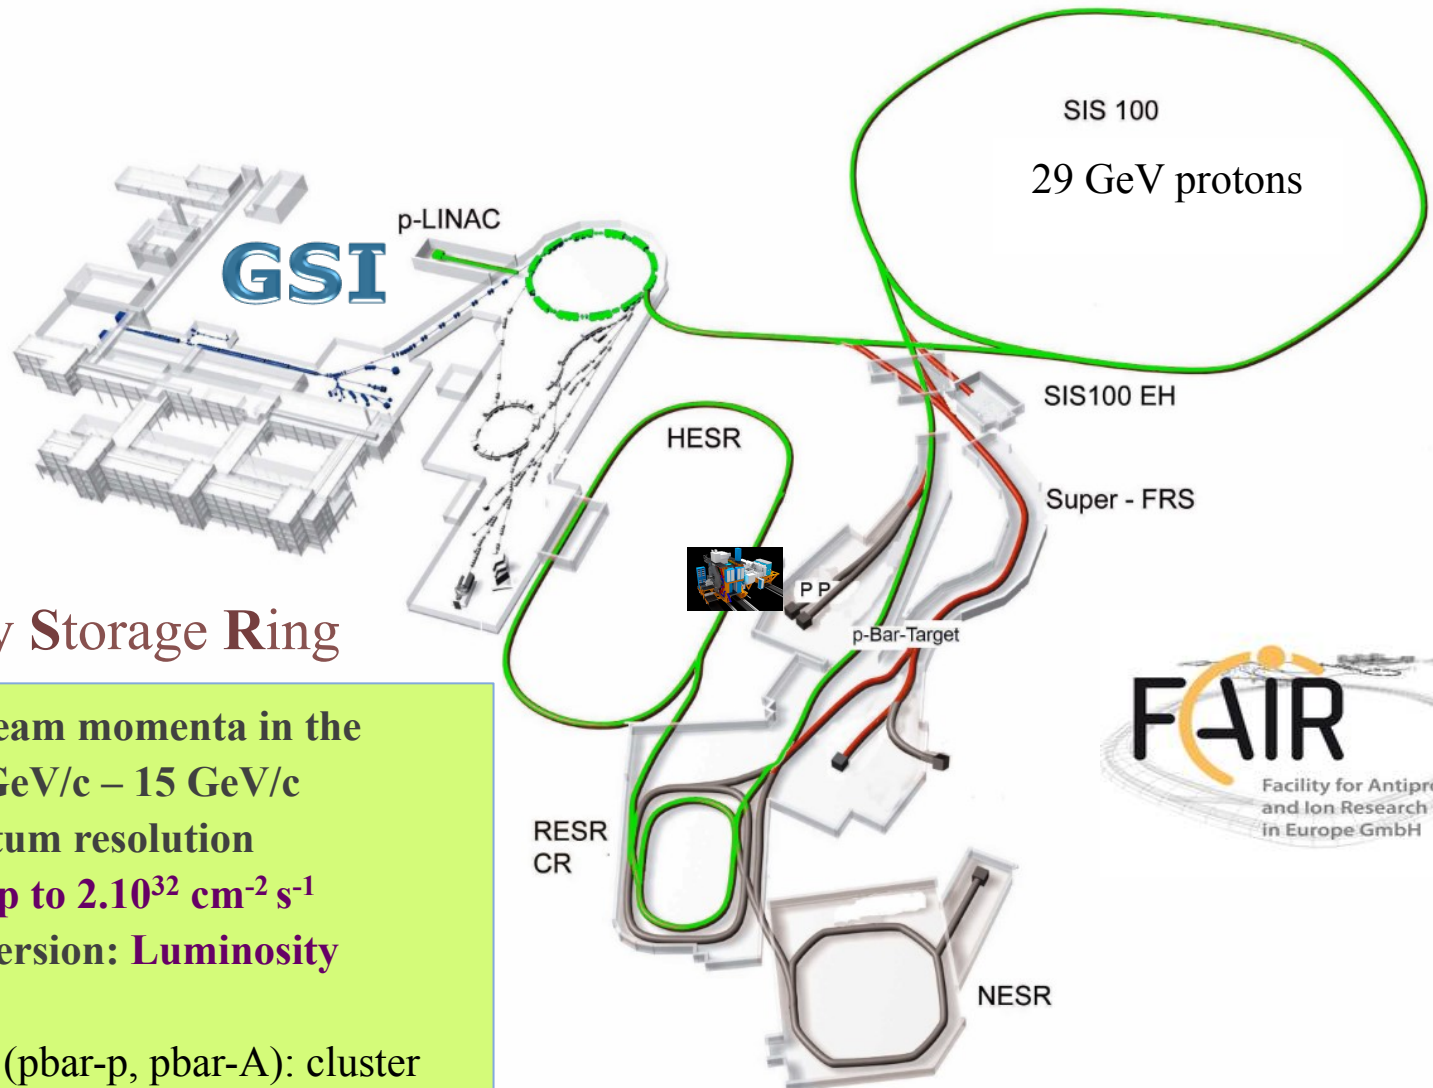 SIS 100
29 GeV protons
p-LINAC
GSI
SIS100 EH
HESR
Super - FRS
P P
p-Bar-Target
y Storage Ring
eam momenta in the
GeV/c – 15 GeV/c
tum resolution
p to 2.10³² cm⁻² s⁻¹
ersion: Luminosity
(pbar-p, pbar-A): cluster
RESR
CR
NESR
FAIR
Facility for Antipr
and Ion Research
in Europe GmbH